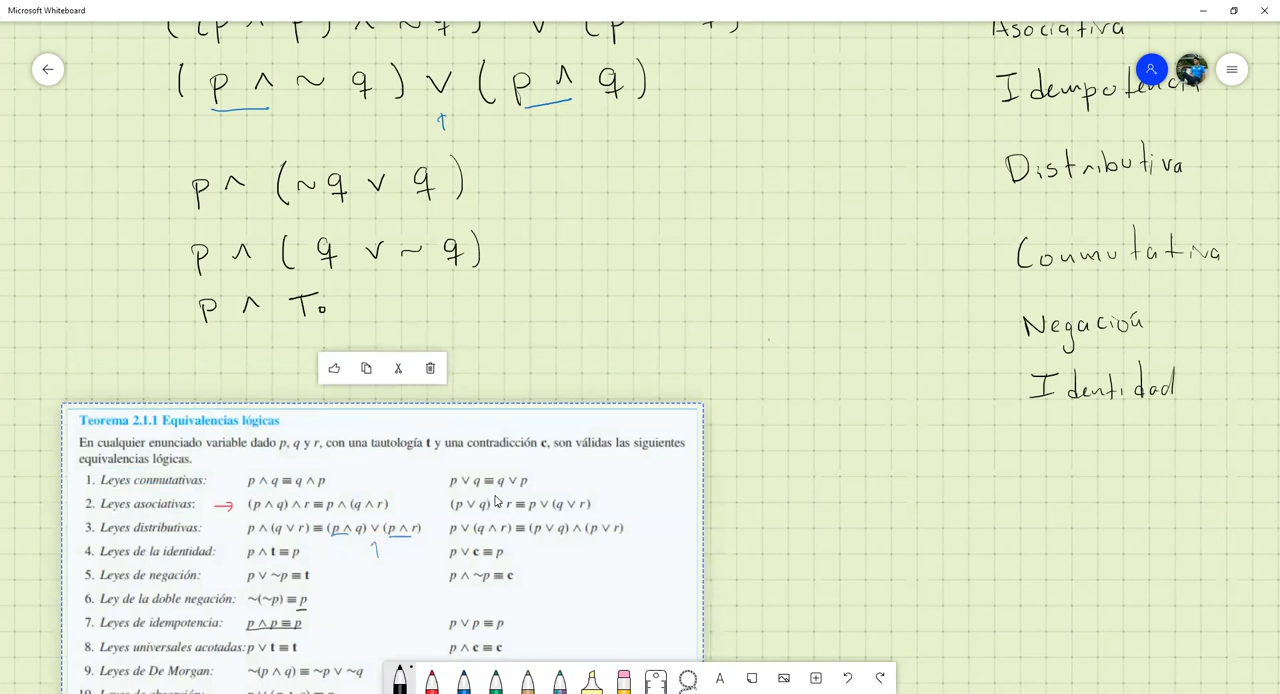 Microsoft Whiteboard
Asociativa
(p ∧ ~ q) ∨ (p ∧ q)
Idempotencia
p ∧ (~q ∨ q)
Distributiva
p ∧ (q ∨ ~ q)
Conmutativa
p ∧ To
Negación
Identidad
Teorema 2.1.1 Equivalencias lógicas
En cualquier enunciado variable dado p, q y r, con una tautología t y una contradicción c, son válidas las siguientes
equivalencias lógicas.
1. Leyes conmutativas: p ∧ q ≡ q ∧ p p ∨ q ≡ q ∨ p
2. Leyes asociativas: → (p ∧ q) ∧ r ≡ p ∧ (q ∧ r) (p ∨ q) r ≡ p ∨ (q ∨ r)
3. Leyes distributivas: p ∧ (q ∨ r) ≡ (p ∧ q) ∨ (p ∧ r) p ∨ (q ∧ r) ≡ (p ∨ q) ∧ (p ∨ r)
4. Leyes de la identidad: p ∧ t ≡ p p ∨ c ≡ p
5. Leyes de negación: p ∨ ~p ≡ t p ∧ ~p ≡ c
6. Ley de la doble negación: ~(~p) ≡ p
7. Leyes de idempotencia: p ∧ p ≡ p p ∨ p ≡ p
8. Leyes universales acotadas: p ∨ t ≡ t p ∧ c ≡ c
9. Leyes de De Morgan: ~(p ∧ q) ≡ ~p ∨ ~q